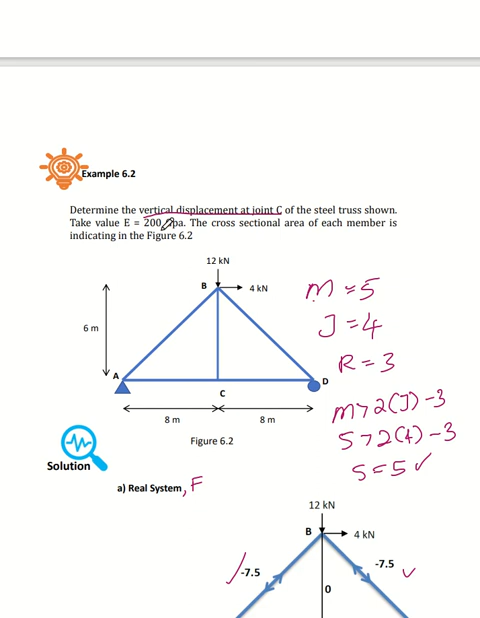 Example 6.2
Determine the vertical displacement at joint C of the steel truss shown.
Take value E = 200 pa. The cross sectional area of each member is
indicating in the Figure 6.2
12 kN
B
4 kN
6 m
A
D
C
8 m
8 m
Figure 6.2
m = 5
J = 4
R = 3
m > 2(J) - 3
5 > 2(4) - 3
5 = 5 ✓
Solution
a) Real System, F
12 kN
B
4 kN
-7.5
-7.5 ✓
0